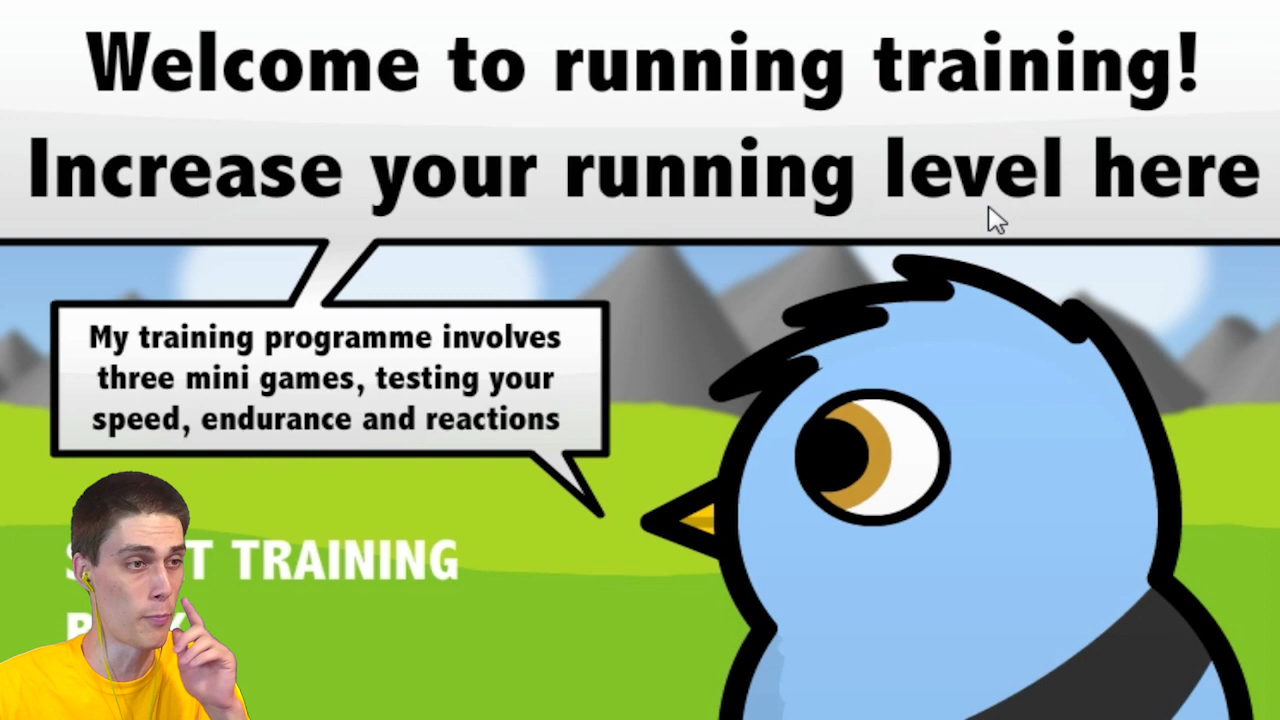 Welcome to running training!
Increase your running level here
My training programme involves
three mini games, testing your
speed, endurance and reactions
TRAINING